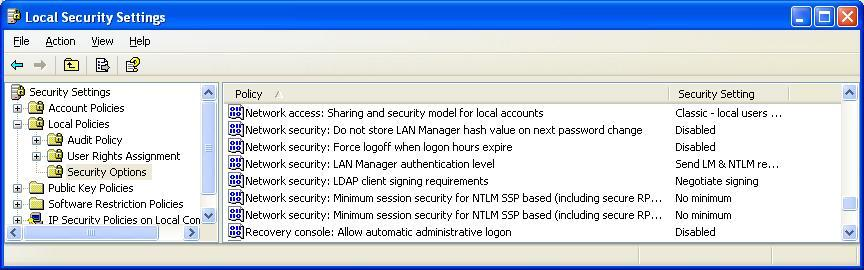 Local Security Settings
File Action View Help
Security Settings
Account Policies
Local Policies
Audit Policy
User Rights Assignment
Security Options
Public Key Policies
Software Restriction Policies
IP Security Policies on Local Con
Policy Security Setting
Network access: Sharing and security model for local accounts Classic - local users ...
Network security: Do not store LAN Manager hash value on next password change Disabled
Network security: Force logoff when logon hours expire Disabled
Network security: LAN Manager authentication level Send LM & NTLM re...
Network security: LDAP client signing requirements Negotiate signing
Network security: Minimum session security for NTLM SSP based (including secure RP... No minimum
Network security: Minimum session security for NTLM SSP based (including secure RP... No minimum
Recovery console: Allow automatic administrative logon Disabled